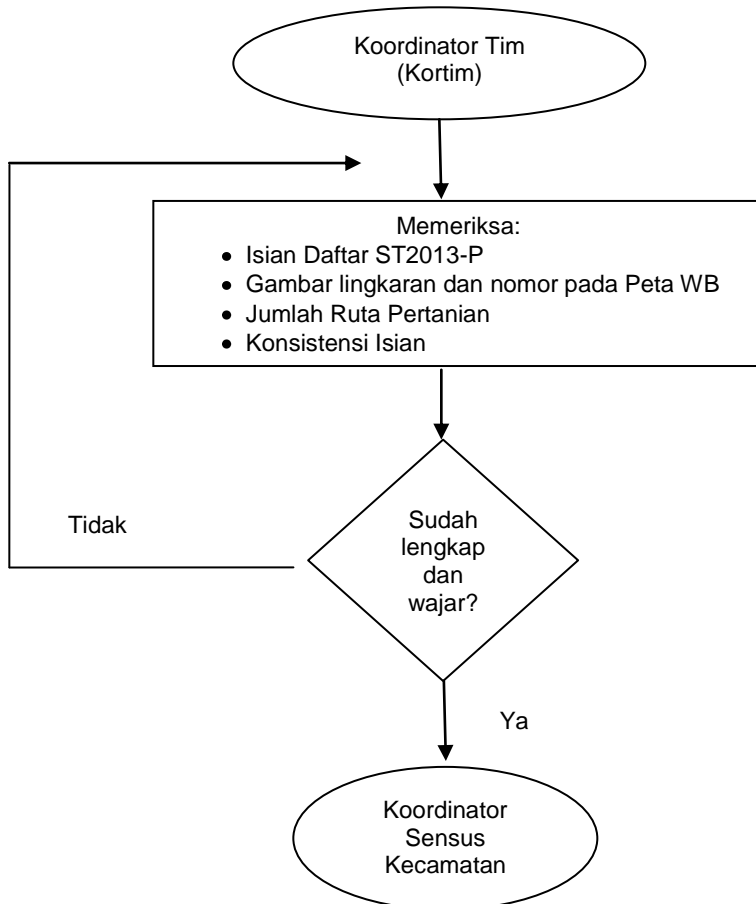 Koordinator Tim
(Kortim)
Memeriksa:
• Isian Daftar ST2013-P
• Gambar lingkaran dan nomor pada Peta WB
• Jumlah Ruta Pertanian
• Konsistensi Isian
Tidak
Sudah
lengkap
dan
wajar?
Ya
Koordinator
Sensus
Kecamatan